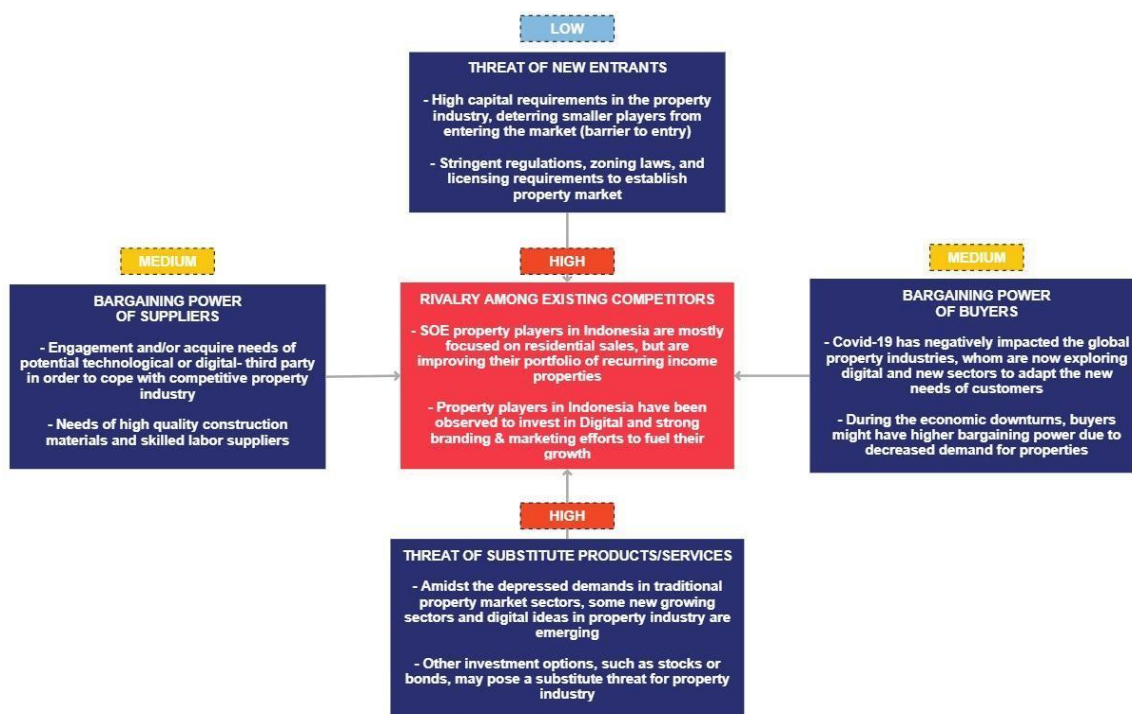 LOW
THREAT OF NEW ENTRANTS
- High capital requirements in the property
industry, deterring smaller players from
entering the market (barrier to entry)
- Stringent regulations, zoning laws, and
licensing requirements to establish
property market
MEDIUM
BARGAINING POWER
OF SUPPLIERS
- Engagement and/or acquire needs of
potential technological or digital- third party
in order to cope with competitive property
industry
- Needs of high quality construction
materials and skilled labor suppliers
HIGH
RIVALRY AMONG EXISTING COMPETITORS
- SOE property players in Indonesia are mostly
focused on residential sales, but are
improving their portfolio of recurring income
properties
- Property players in Indonesia have been
observed to invest in Digital and strong
branding & marketing efforts to fuel their
growth
MEDIUM
BARGAINING POWER
OF BUYERS
- Covid-19 has negatively impacted the global
property industries, whom are now exploring
digital and new sectors to adapt the new
needs of customers
- During the economic downturns, buyers
might have higher bargaining power due to
decreased demand for properties
HIGH
THREAT OF SUBSTITUTE PRODUCTS/SERVICES
- Amidst the depressed demands in traditional
property market sectors, some new growing
sectors and digital ideas in property industry are
emerging
- Other investment options, such as stocks or
bonds, may pose a substitute threat for property
industry